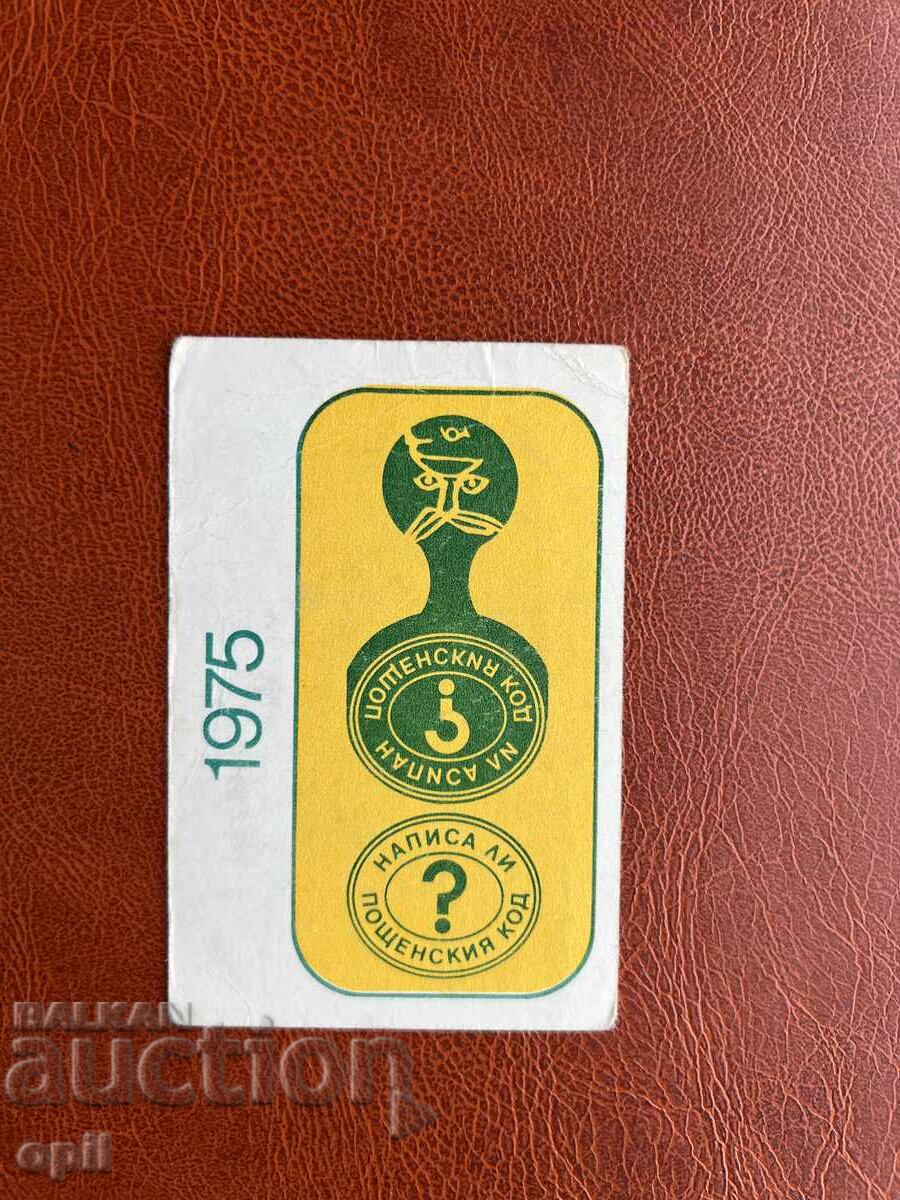 1975
НАПИСА ЛИ
ПОЩЕНСКИЯ КОД
?
НАПИСА ЛИ
ПОЩЕНСКИЯ КОД
?
BALKAN
auction
opil